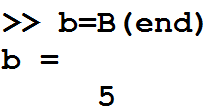 >> b=B(end)
b =
5